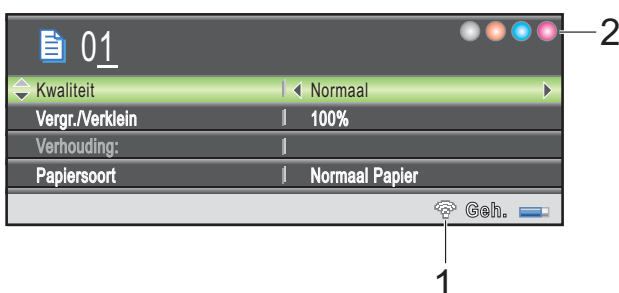 01
2
Kwaliteit Normaal
Vergr./Verklein 100%
Verhouding:
Papiersoort Normaal Papier
Geh.
1